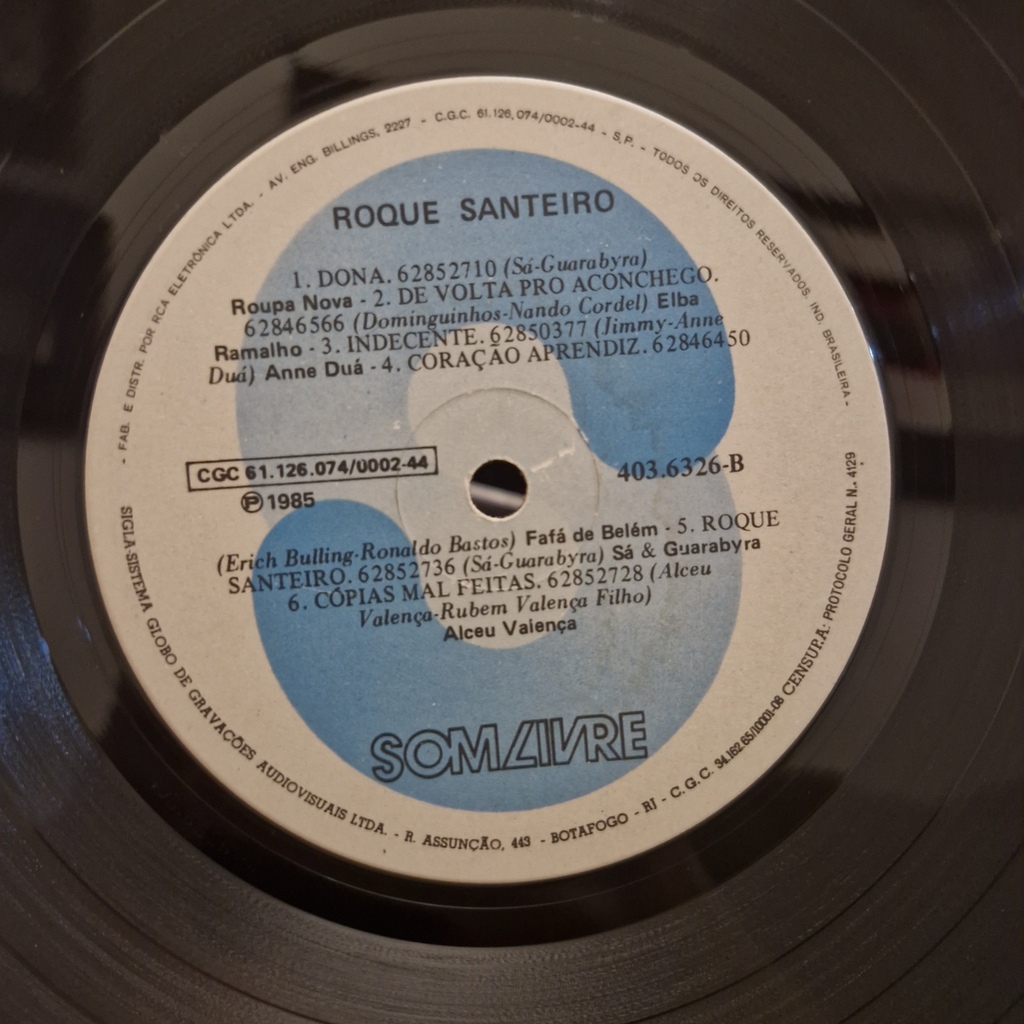 ROQUE SANTEIRO
1. DONA. 62852710 (Sá-Guarabyra)
Roupa Nova - 2. DE VOLTA PRO ACONCHEGO.
62846566 (Dominguinhos-Nando Cordel) Elba
Ramalho - 3. INDECENTE. 62850377 (Jimmy-Anne
Duá) Anne Duá - 4. CORAÇÃO APRENDIZ. 62846450
CGC 61.126.074/0002-44
℗ 1985
403.6326-B
(Erich Bulling-Ronaldo Bastos) Fafá de Belém - 5. ROQUE
SANTEIRO. 62852736 (Sá-Guarabyra) Sá & Guarabyra
6. CÓPIAS MAL FEITAS. 62852728 (Alceu
Valença-Rubem Valença Filho)
Alceu Valença
SOM LIVRE
- FAB. E DISTR. POR RCA ELETRÔNICA LTDA. - AV. ENG. BILLINGS, 2227 - C.G.C. 61.126.074/0002-44 - S.P. - TODOS OS DIREITOS RESERVADOS. IND. BRASILEIRA -
SIGLA-SISTEMA GLOBO DE GRAVAÇÕES AUDIOVISUAIS LTDA. - R. ASSUNÇÃO, 443 - BOTAFOGO - RJ - C.G.C. 34.162.651/0001-08 CENSURA: PROTOCOLO GERAL N.. 4129